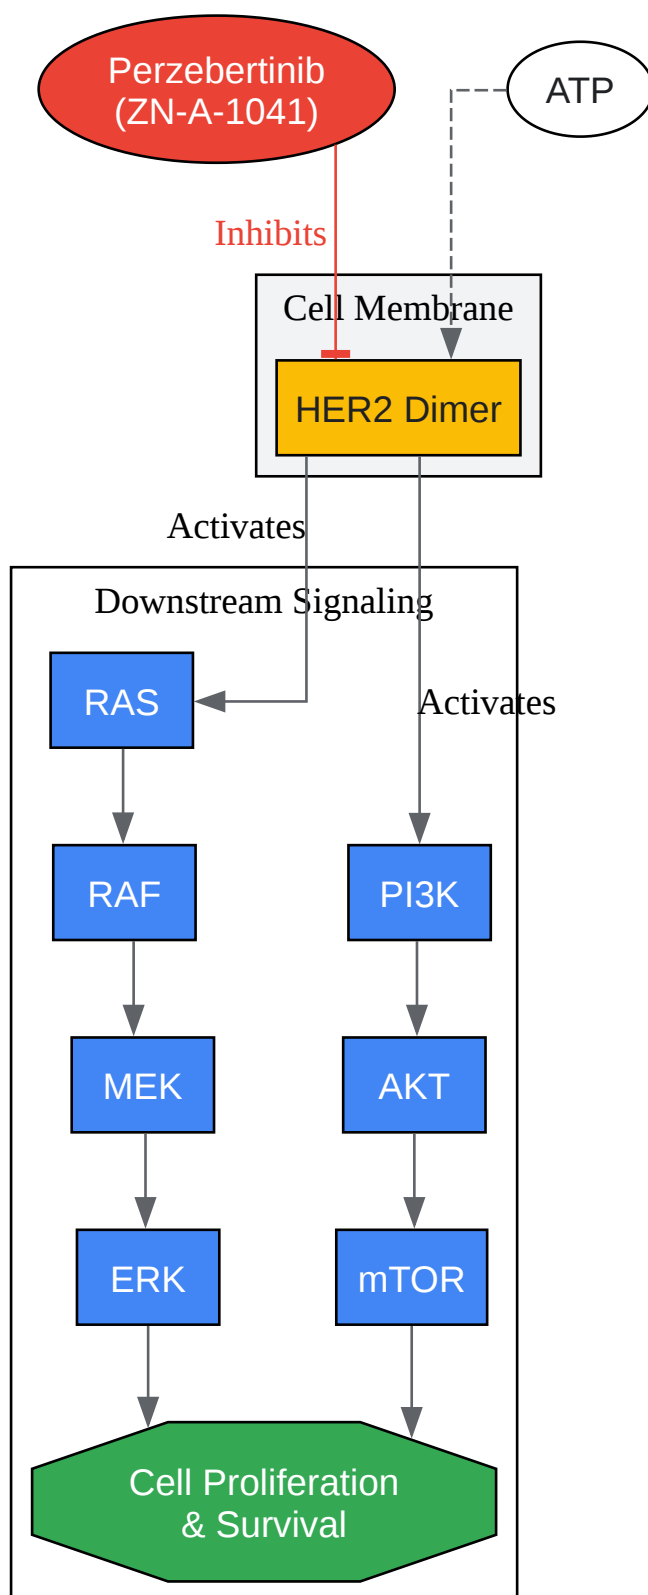 Perzebertinib
(ZN-A-1041)
ATP
Inhibits
Cell Membrane
HER2 Dimer
Activates
Downstream Signaling
RAS
Activates
RAF
PI3K
MEK
AKT
ERK
mTOR
Cell Proliferation
& Survival